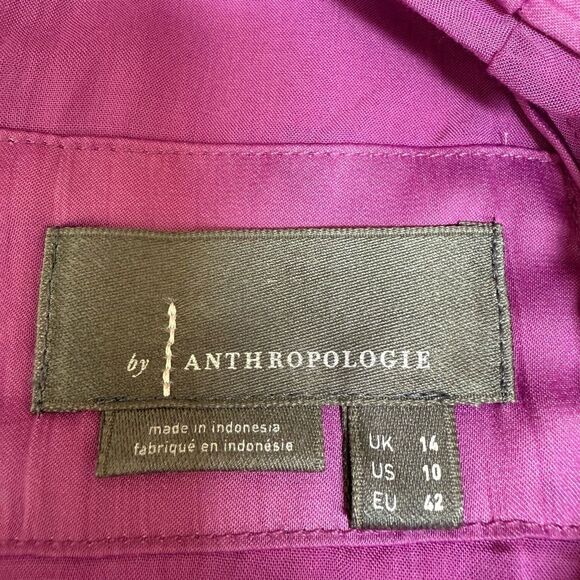 by ANTHROPOLOGIE
made in indonesia
fabriqué en indonésie
UK 14
US 10
EU 42